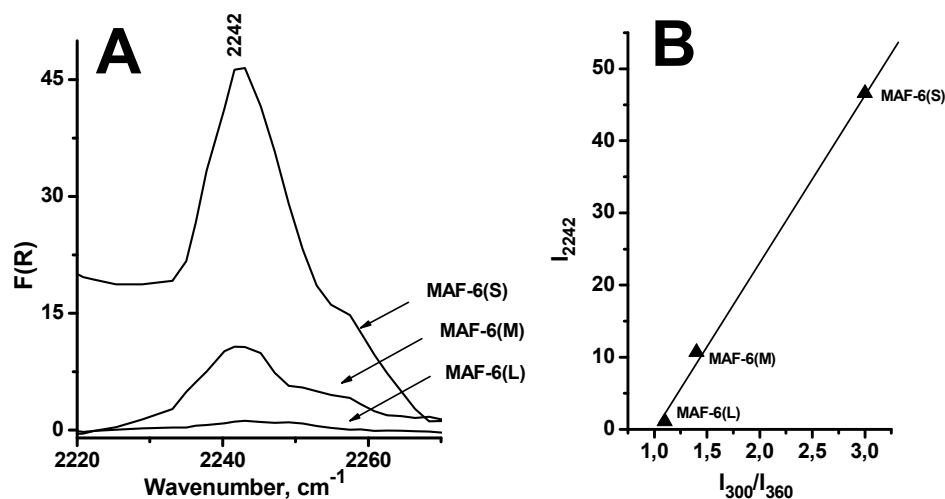 A
2242
45
30
15
0
F(R)
MAF-6(S)
MAF-6(M)
MAF-6(L)
2220
2240
2260
Wavenumber, cm⁻¹
B
50
40
30
20
10
0
I₂₂₄₂
MAF-6(S)
MAF-6(M)
MAF-6(L)
1,0
1,5
2,0
2,5
3,0
I₃₀₀/I₃₆₀